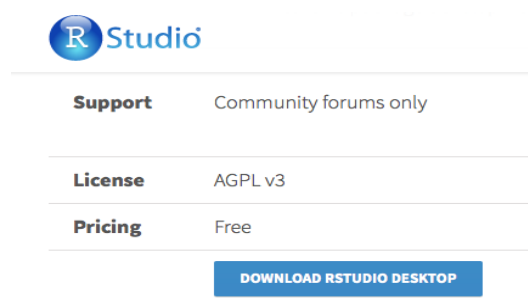 R Studio
Support Community forums only
License AGPL v3
Pricing Free
DOWNLOAD RSTUDIO DESKTOP